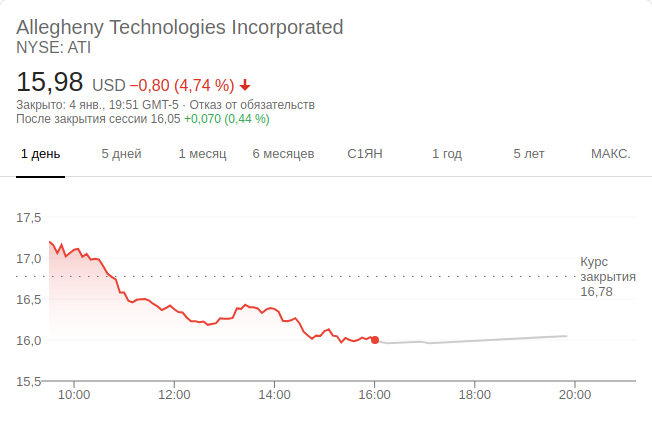 Allegheny Technologies Incorporated
NYSE: ATI
15,98 USD −0,80 (4,74 %)
Закрыто: 4 янв., 19:51 GMT-5 · Отказ от обязательств
После закрытия сессии 16,05 +0,070 (0,44 %)
1 день 5 дней 1 месяц 6 месяцев С1ЯН 1 год 5 лет МАКС.
17,5
17,0
Курс
закрытия
16,78
16,5
16,0
15,5
10:00 12:00 14:00 16:00 18:00 20:00